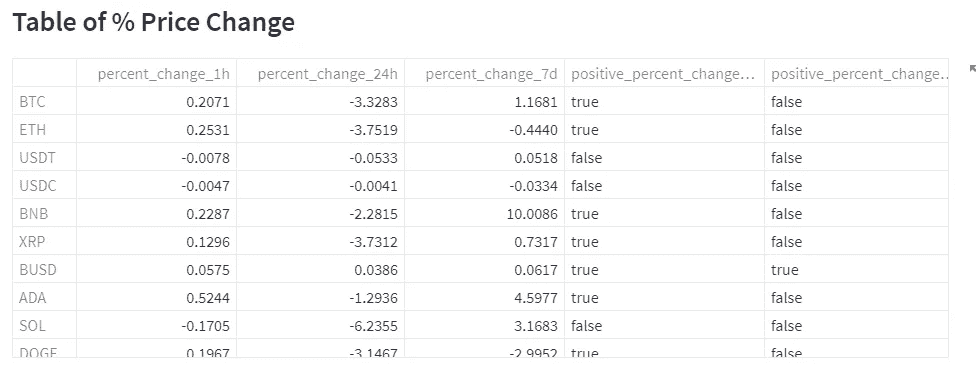 Table of % Price Change
percent_change_1h percent_change_24h percent_change_7d positive_percent_change... positive_percent_change...
BTC 0.2071 -3.3283 1.1681 true false
ETH 0.2531 -3.7519 -0.4440 true false
USDT -0.0078 -0.0533 0.0518 false false
USDC -0.0047 -0.0041 -0.0334 false false
BNB 0.2287 -2.2815 10.0086 true false
XRP 0.1296 -3.7312 0.7317 true false
BUSD 0.0575 0.0386 0.0617 true true
ADA 0.5244 -1.2936 4.5977 true false
SOL -0.1705 -6.2355 3.1683 false false
DOGE 0.1967 -3.1467 -2.9952 true false